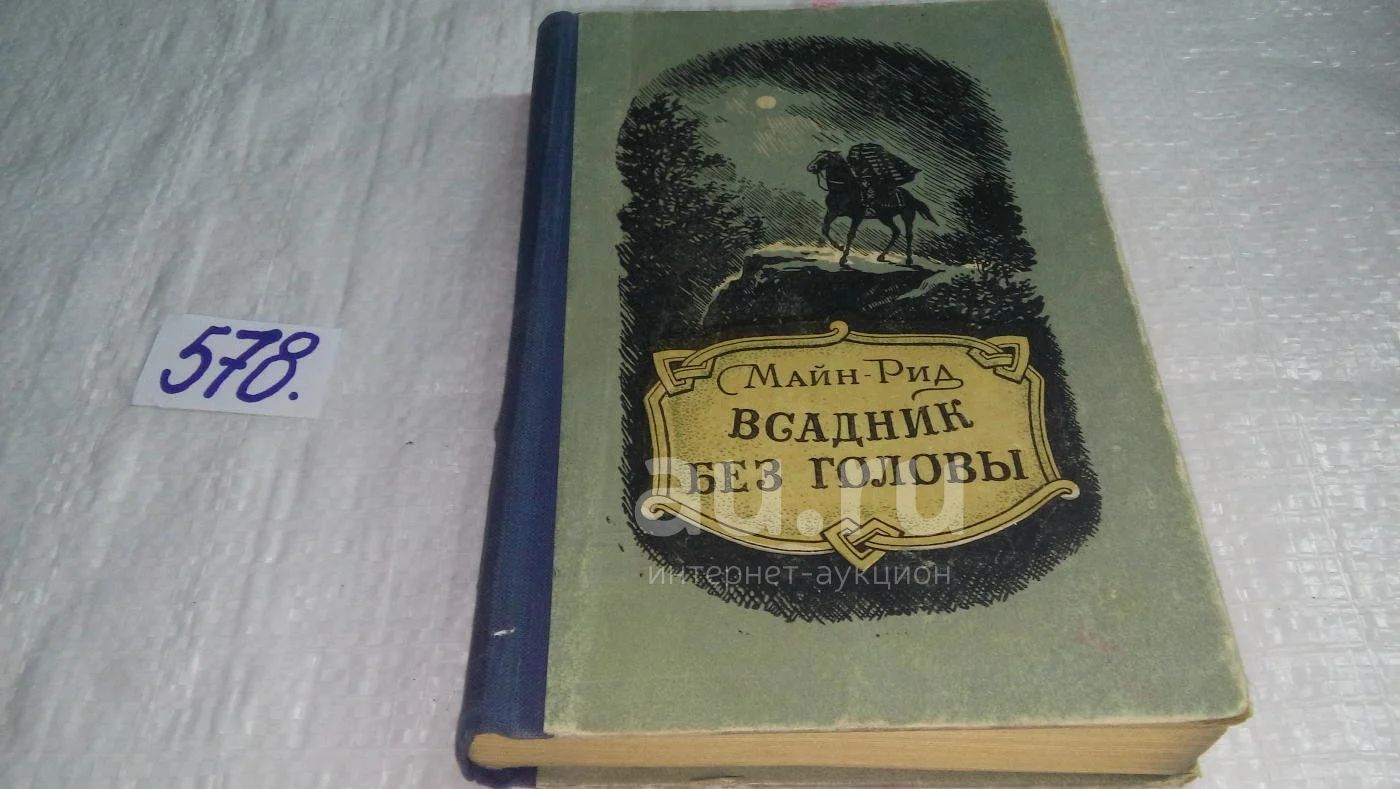 578.
Майн-Рид
ВСАДНИК
БЕЗ ГОЛОВЫ
au.ru
интернет-аукцион